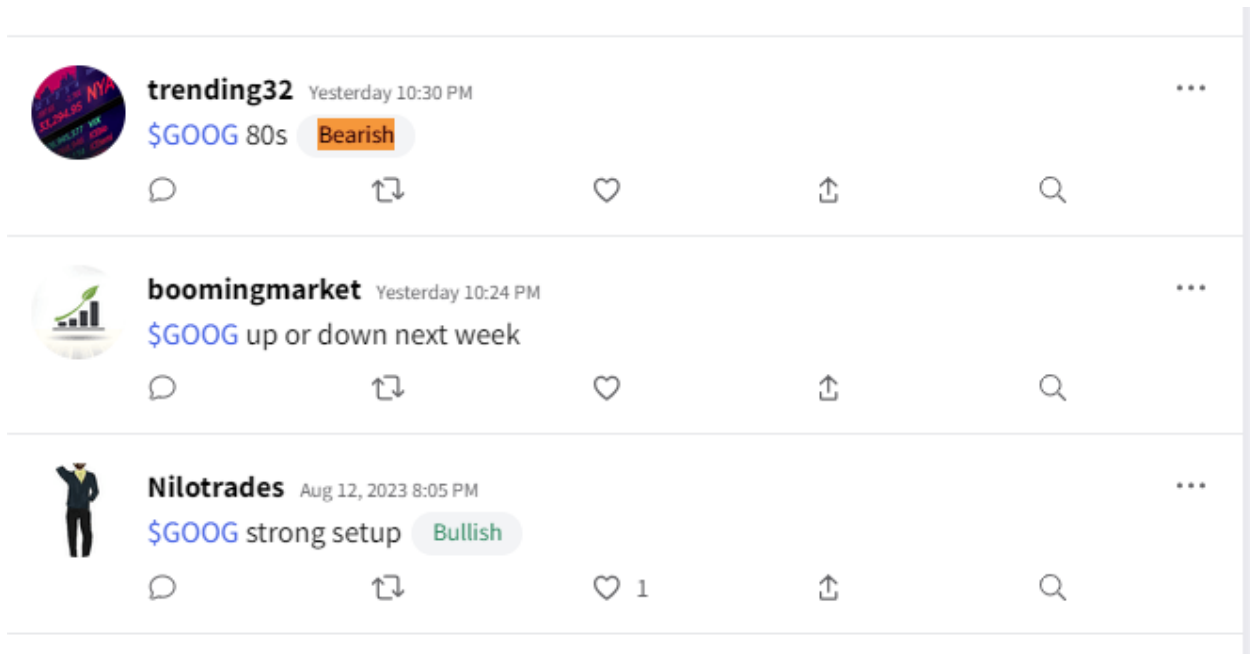 trending32 Yesterday 10:30 PM
$GOOG 80s Bearish
boomingmarket Yesterday 10:24 PM
$GOOG up or down next week
Nilotrades Aug 12, 2023 8:05 PM
$GOOG strong setup Bullish
1